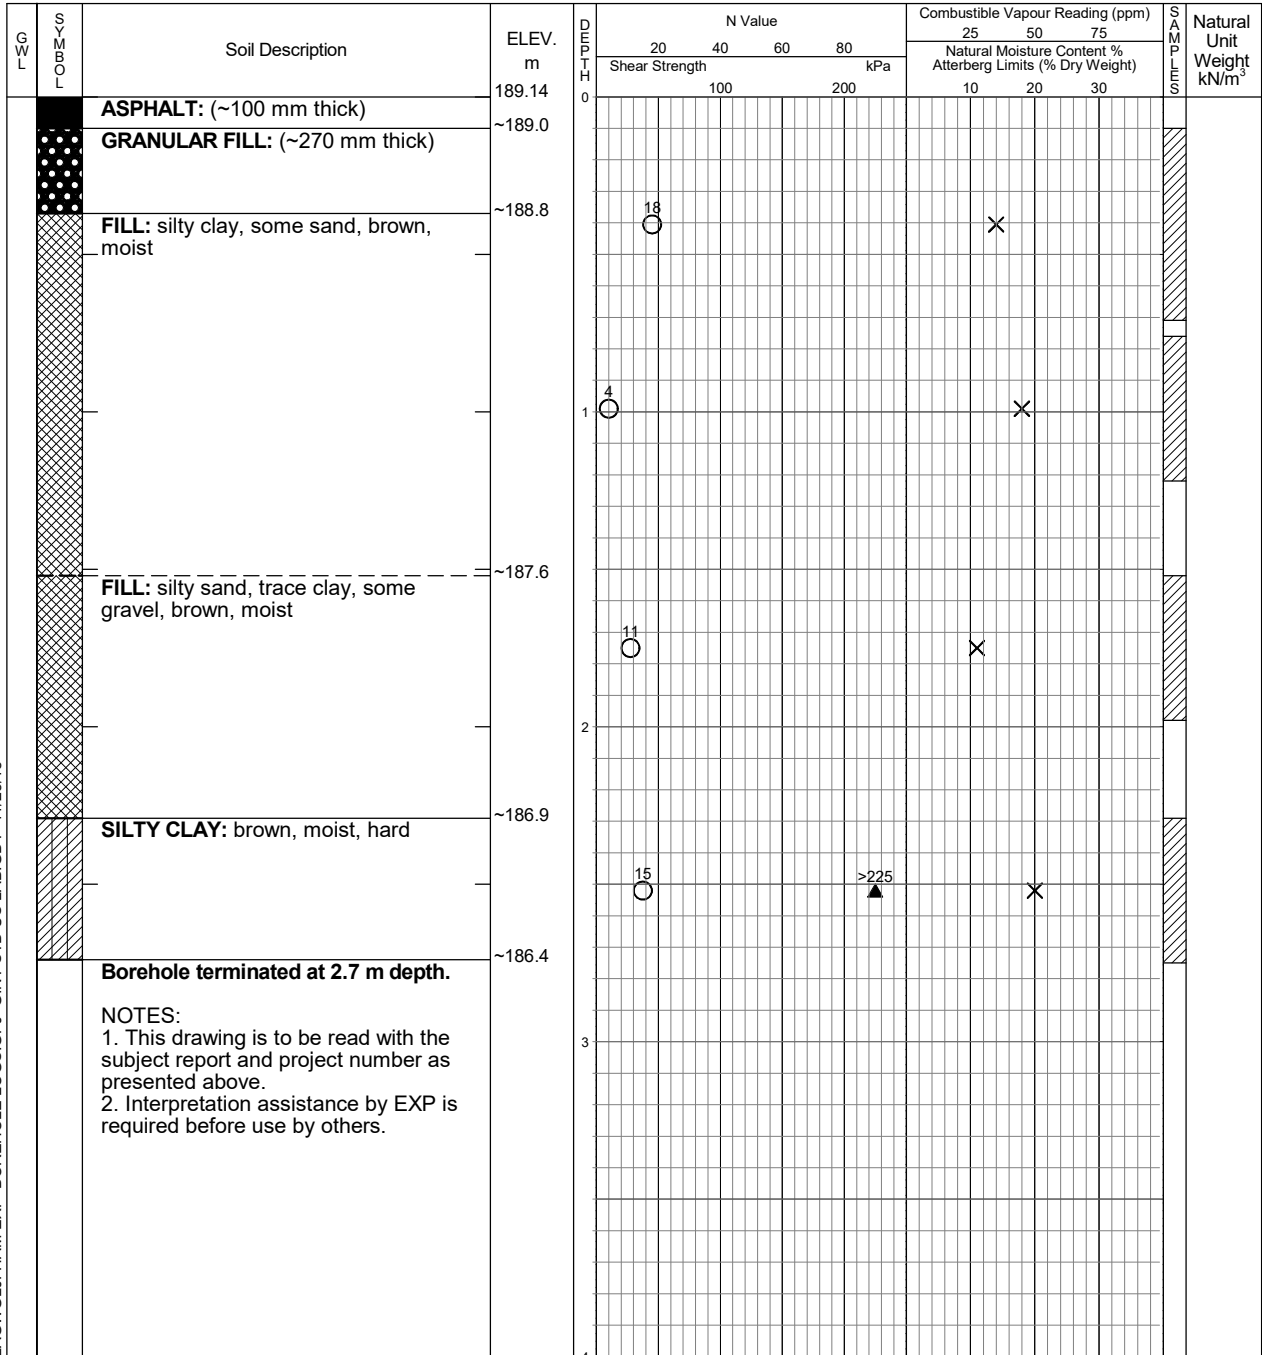 GWL
SYMBOL
Soil Description
ELEV.
m
189.14
DEPTH
N Value
20 40 60 80
Shear Strength kPa
100 200
Combustible Vapour Reading (ppm)
25 50 75
Natural Moisture Content %
Atterberg Limits (% Dry Weight)
10 20 30
SAMPLES
Natural
Unit
Weight
kN/m³
0
ASPHALT: (~100 mm thick)
~189.0
GRANULAR FILL: (~270 mm thick)
~188.8
FILL: silty clay, some sand, brown,
moist
18
4
1
~187.6
FILL: silty sand, trace clay, some
gravel, brown, moist
11
2
~186.9
SILTY CLAY: brown, moist, hard
15
>225
~186.4
Borehole terminated at 2.7 m depth.
NOTES:
1. This drawing is to be read with the
subject report and project number as
presented above.
2. Interpretation assistance by EXP is
required before use by others.
3